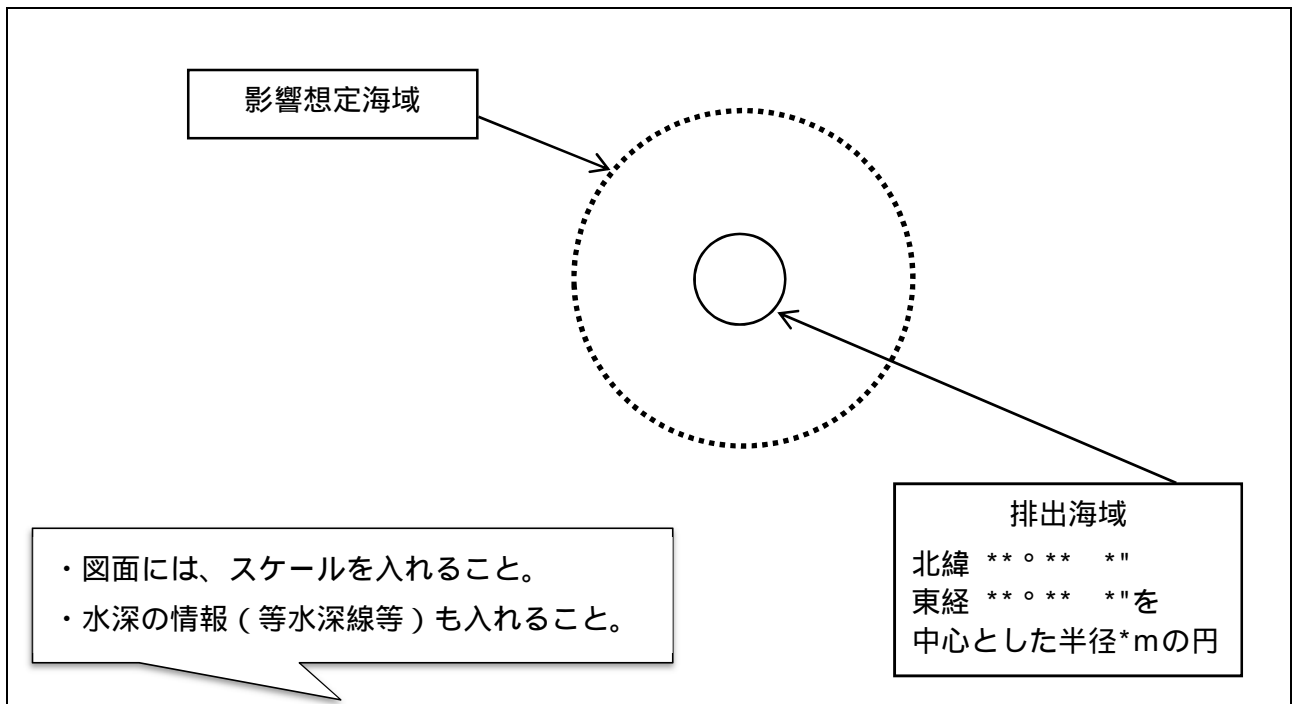 影響想定海域
排出海域
北緯 **°** *"
東経 **°** *"を
中心とした半径*mの円
・図面には、スケールを入れること。
・水深の情報（等水深線等）も入れること。